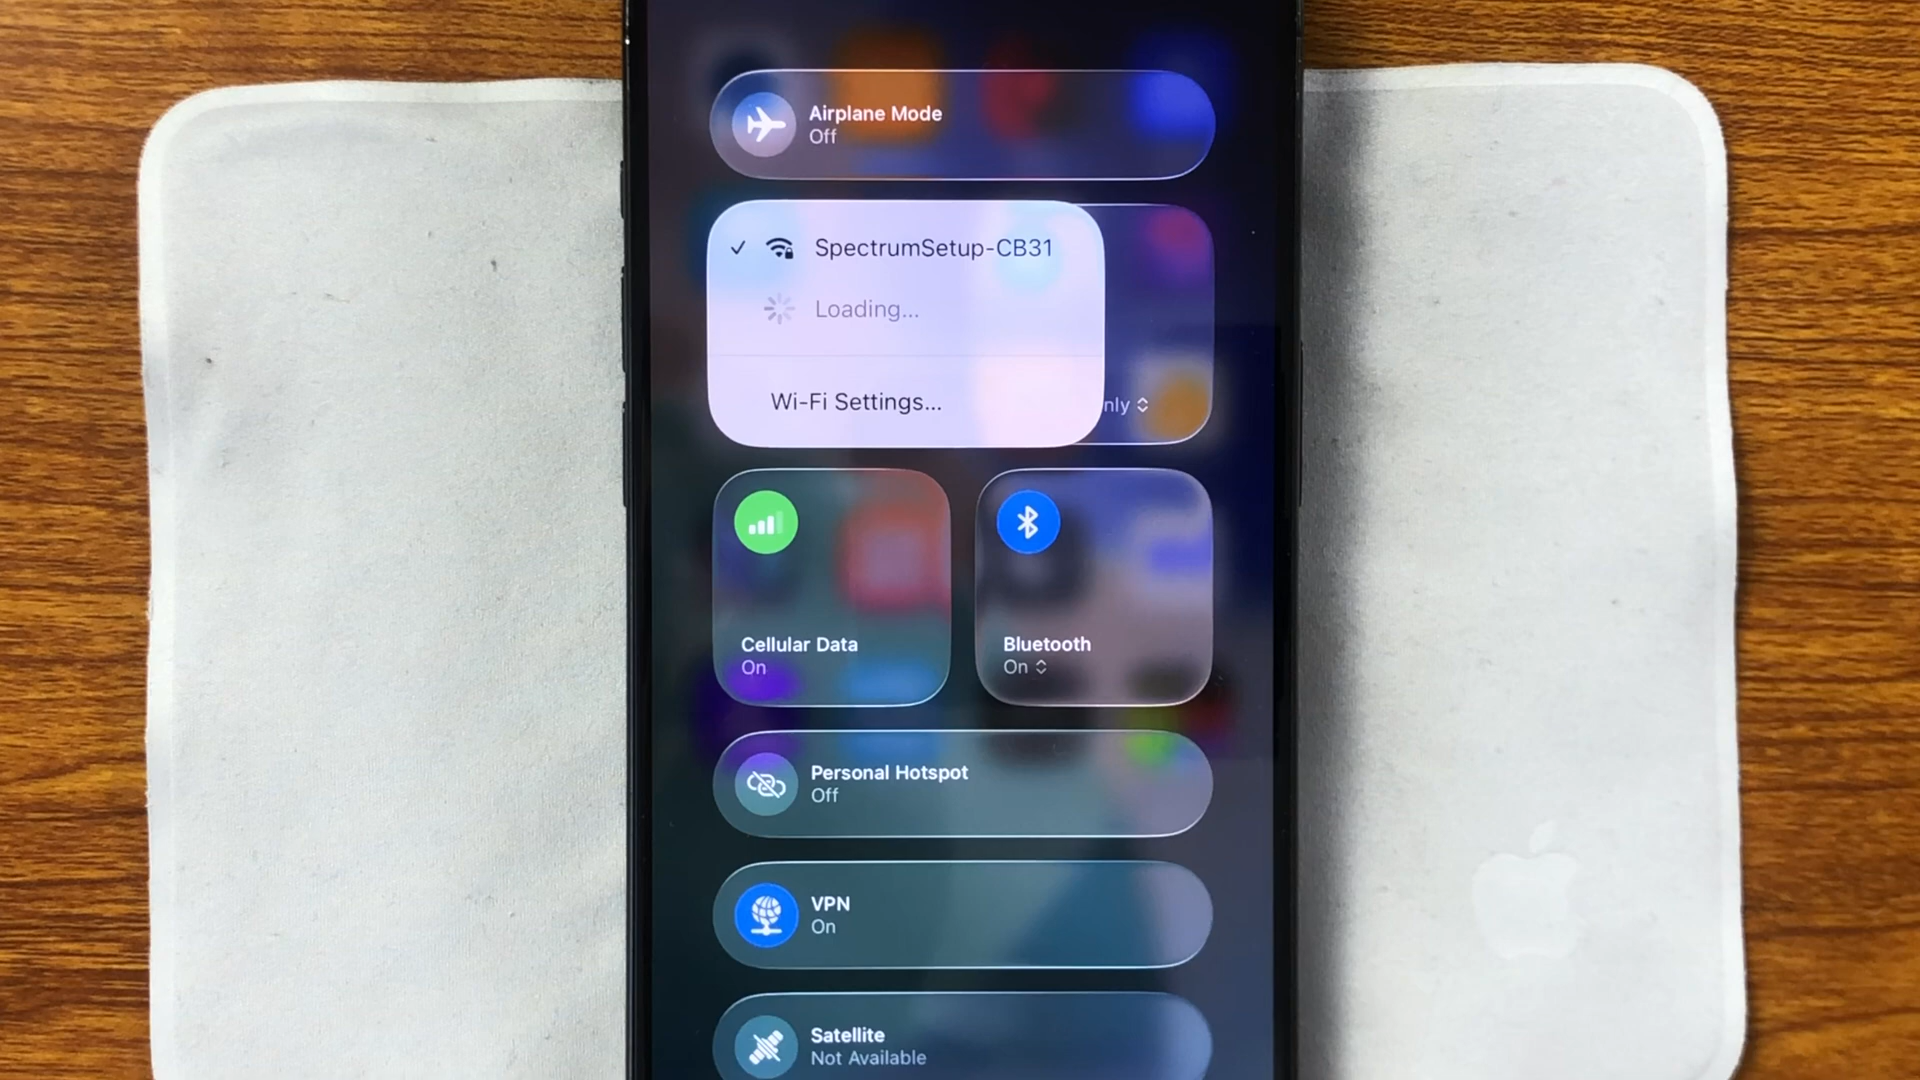 Airplane Mode
Off
SpectrumSetup-CB31
Loading...
Wi-Fi Settings...
Cellular Data
On
Bluetooth
On
Personal Hotspot
Off
VPN
On
Satellite
Not Available